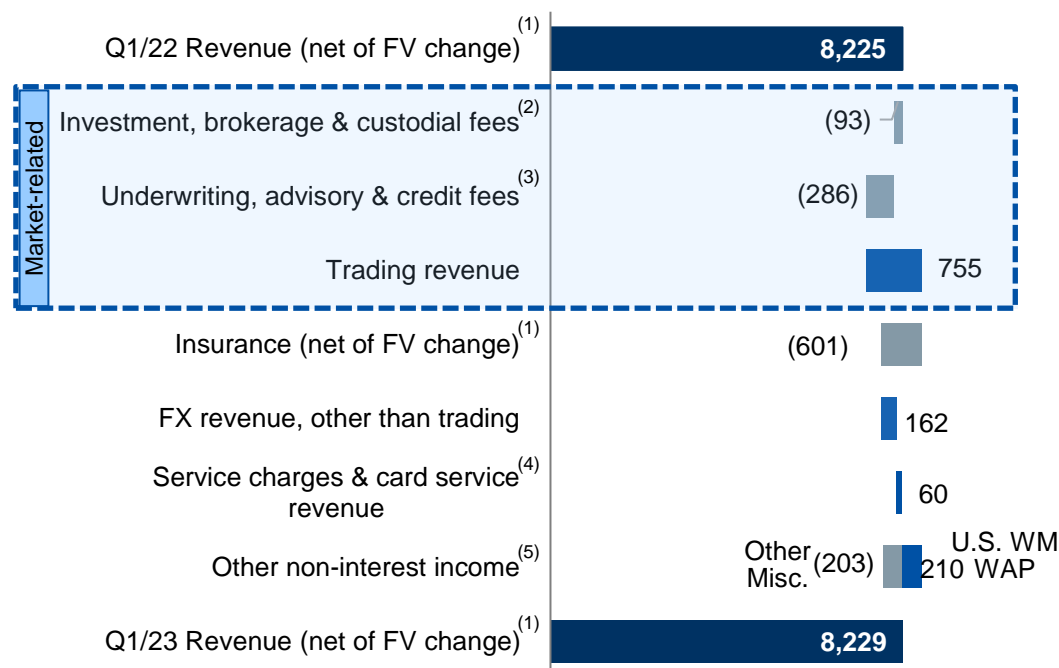 Q1/22 Revenue (net of FV change)(1) 8,225
Market-related
Investment, brokerage & custodial fees(2) (93)
Underwriting, advisory & credit fees(3) (286)
Trading revenue 755
Insurance (net of FV change)(1) (601)
FX revenue, other than trading 162
Service charges & card service(4)
revenue
60
Other non-interest income(5)
Other
Misc. (203)
U.S. WM
210 WAP
Q1/23 Revenue (net of FV change)(1) 8,229